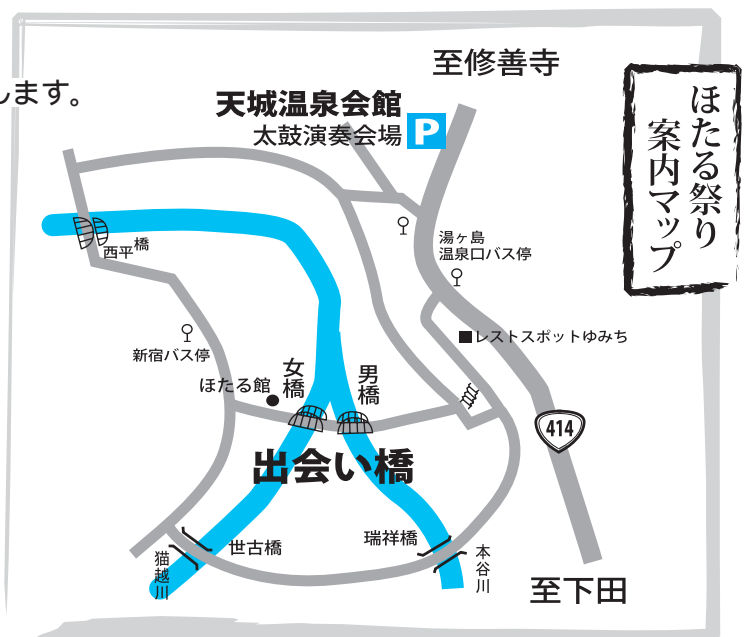 します。
ほたる祭り
案内マップ
至修善寺
天城温泉会館
太鼓演奏会場 P
湯ヶ島
温泉口バス停
西平橋
レストスポットゆみち
新宿バス停
ほたる館
女橋
男橋
414
出会い橋
世古橋
瑞祥橋
猫越川
本谷川
至下田